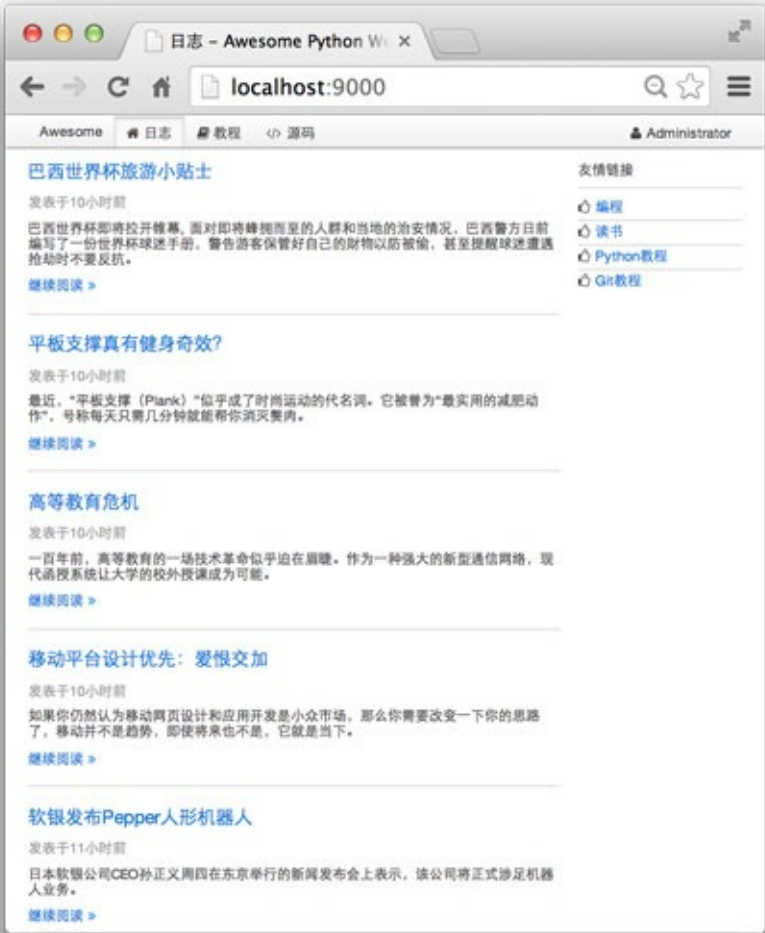 日志 - Awesome Python W
localhost:9000
Awesome 日志 教程 源码 Administrator
巴西世界杯旅游小贴士
发表于10小时前
巴西世界杯即将拉开帷幕,面对即将蜂拥而至的人群和当地的治安情况,巴西警方日前
编写了一份世界杯球迷手册,警告游客保管好自己的财物以防被偷,甚至提醒球迷遭遇
抢劫时不要反抗。
继续阅读 »
平板支撑真有健身奇效?
发表于10小时前
最近,“平板支撑(Plank)”似乎成了时尚运动的代名词。它被誉为“最实用的减肥动
作”,号称每天只需几分钟就能帮你消灭赘肉。
继续阅读 »
高等教育危机
发表于10小时前
一百年前,高等教育的一场技术革命似乎迫在眉睫。作为一种强大的新型通信网络,现
代函授系统让大学的校外授课成为可能。
继续阅读 »
移动平台设计优先:爱恨交加
发表于10小时前
如果你仍然认为移动网页设计和应用开发是小众市场,那么你需要改变一下你的思路
了,移动并不是趋势,即使将来也不是,它就是当下。
继续阅读 »
软银发布Pepper人形机器人
发表于11小时前
日本软银公司CEO孙正义周四在东京举行的新闻发布会上表示,该公司将正式涉足机器
人业务。
继续阅读 »
友情链接
编程
读书
Python教程
Git教程